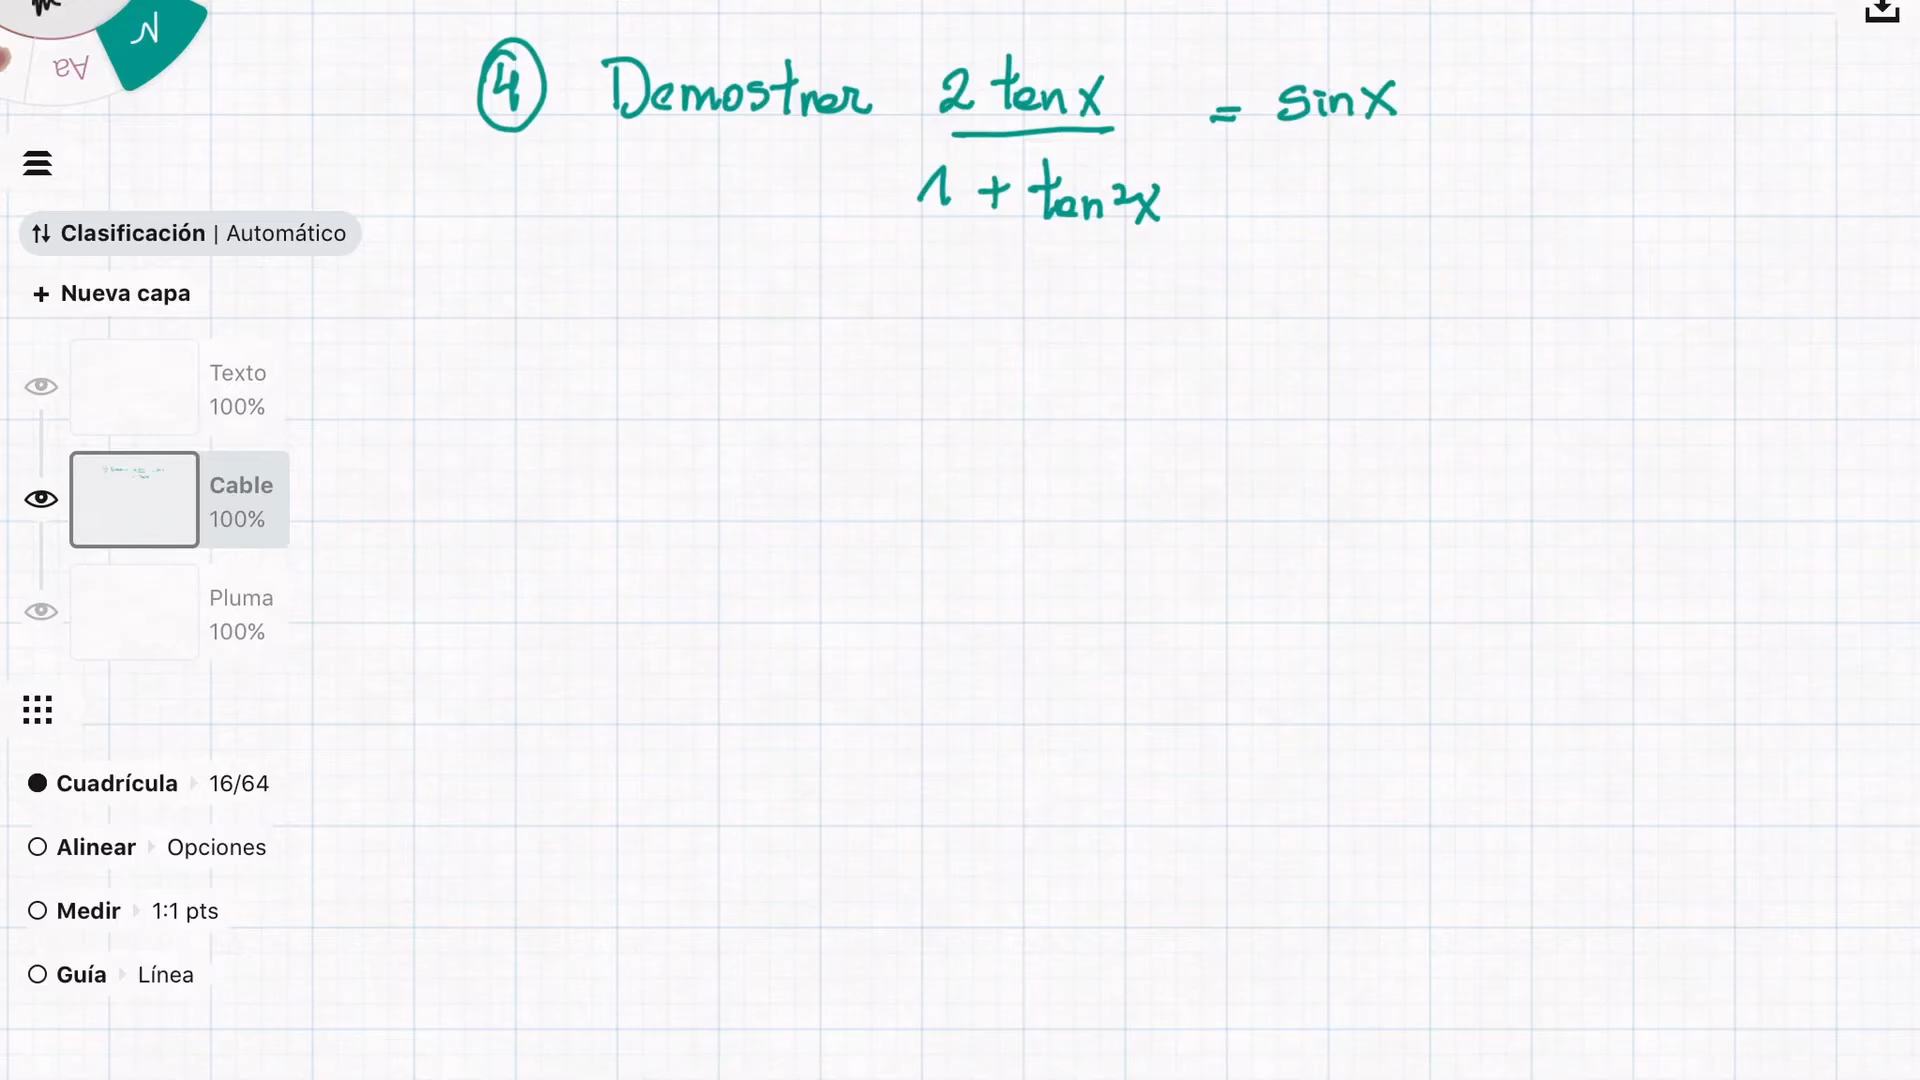 N
Aa
④ Demostrar 2 tan x = sin x
1 + tan²x
Clasificación | Automático
+ Nueva capa
Texto
100%
Cable
100%
Pluma
100%
Cuadrícula 16/64
Alinear Opciones
Medir 1:1 pts
Guía Línea